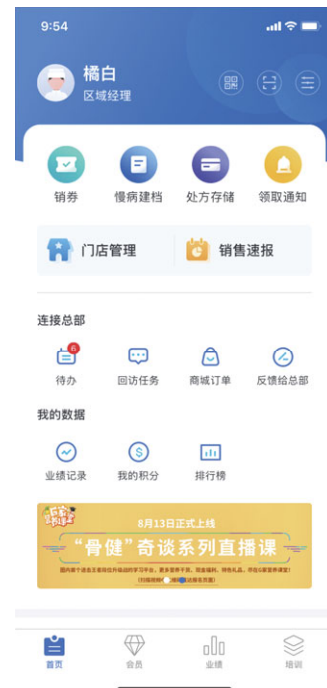 9:54
橘白
区域经理
销券
慢病建档
处方存储
领取通知
门店管理
销售速报
连接总部
6
待办
回访任务
商城订单
反馈给总部
我的数据
业绩记录
我的积分
排行榜
8月13日正式上线
“骨健”奇谈系列直播课
首页
会员
业绩
培训